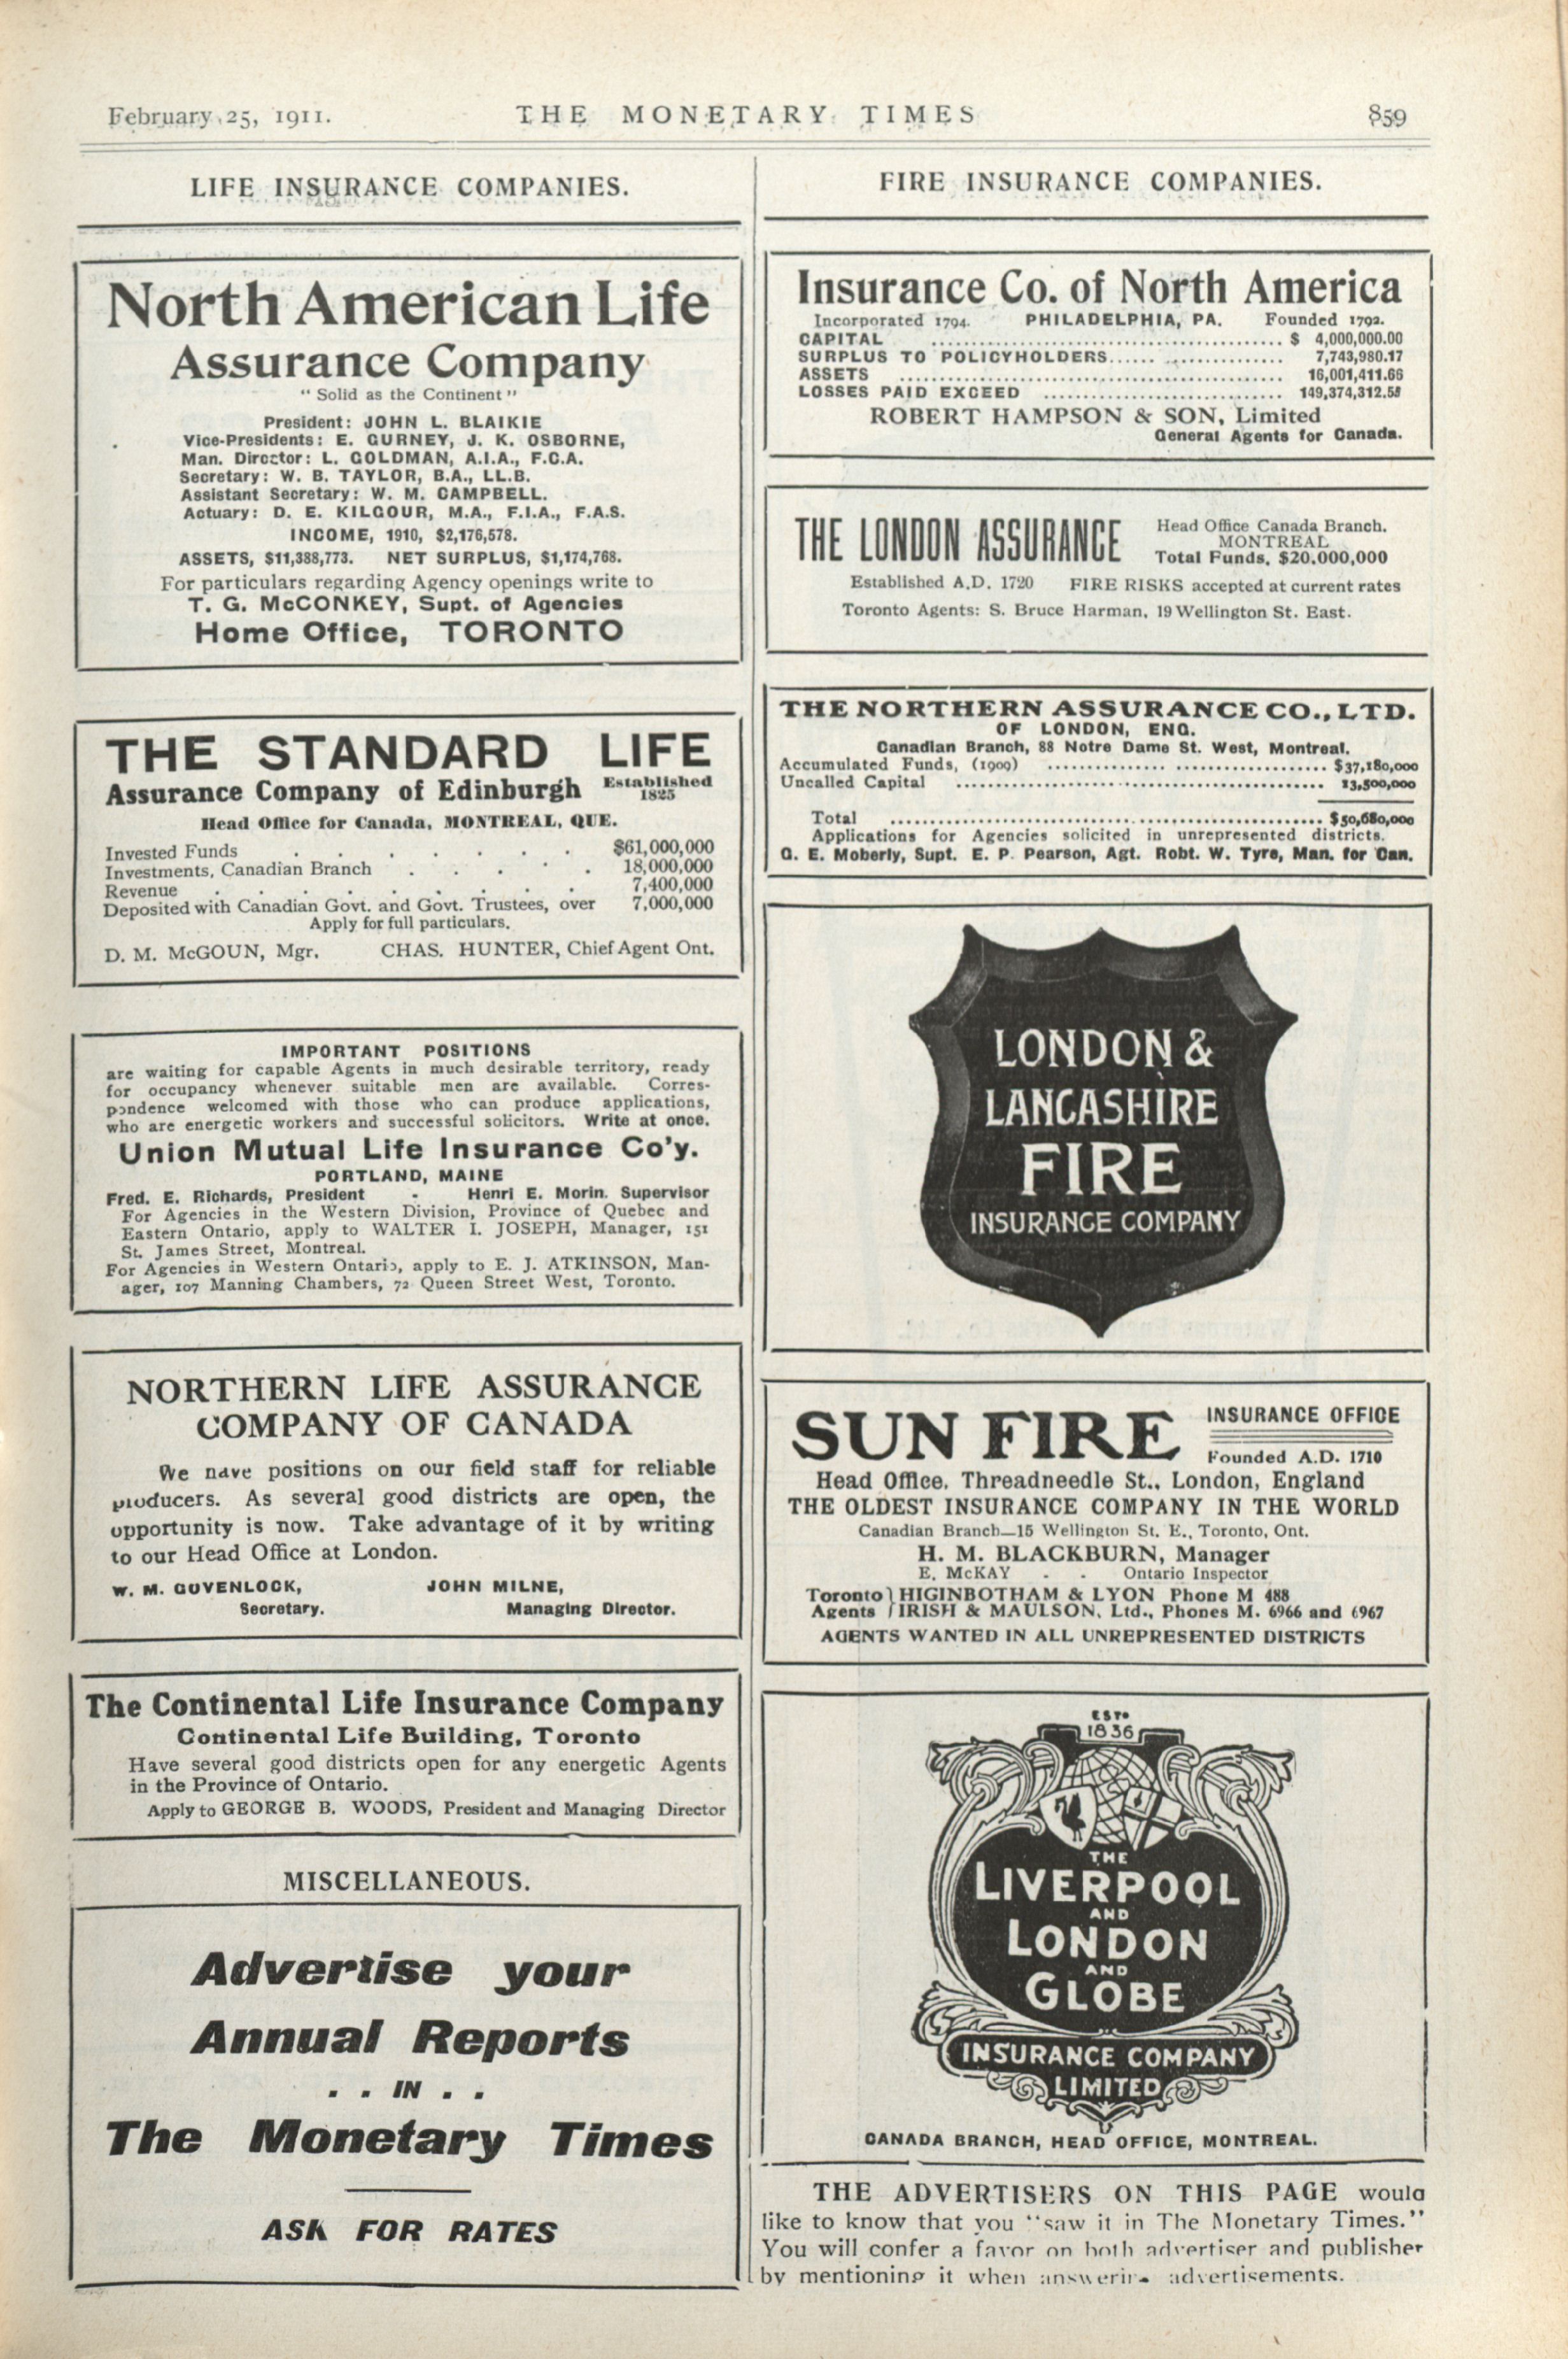 February 25, 1911.
THE MONETARY TIMES
859
LIFE INSURANCE COMPANIES.
North American Life
Assurance Company
"Solid as the Continent"
President: JOHN L. BLAIKIE
Vice-Presidents: E. GURNEY, J. K. OSBORNE,
Man. Director: L. GOLDMAN, A.I.A., F.C.A.
Secretary: W. B. TAYLOR, B.A., LL.B.
Assistant Secretary: W. M. CAMPBELL.
Actuary: D. E. KILGOUR, M.A., F.I.A., F.A.S.
INCOME, 1910, $2,176,578.
ASSETS, $11,388,773. NET SURPLUS, $1,174,768.
For particulars regarding Agency openings write to
T. G. McCONKEY, Supt. of Agencies
Home Office, TORONTO
THE STANDARD LIFE
Assurance Company of Edinburgh Established 1825
Head Office for Canada, MONTREAL, QUE.
Invested Funds . . . . . . . $61,000,000
Investments, Canadian Branch . . . . . 18,000,000
Revenue . . . . . . . . . 7,400,000
Deposited with Canadian Govt. and Govt. Trustees, over 7,000,000
Apply for full particulars.
D. M. McGOUN, Mgr. CHAS. HUNTER, Chief Agent Ont.
IMPORTANT POSITIONS
are waiting for capable Agents in much desirable territory, ready
for occupancy whenever suitable men are available. Corres-
pondence welcomed with those who can produce applications,
who are energetic workers and successful solicitors. Write at once.
Union Mutual Life Insurance Co'y.
PORTLAND, MAINE
Fred. E. Richards, President - Henri E. Morin. Supervisor
For Agencies in the Western Division, Province of Quebec and
Eastern Ontario, apply to WALTER I. JOSEPH, Manager, 151
St. James Street, Montreal.
For Agencies in Western Ontario, apply to E. J. ATKINSON, Man-
ager, 107 Manning Chambers, 72 Queen Street West, Toronto.
NORTHERN LIFE ASSURANCE
COMPANY OF CANADA
We have positions on our field staff for reliable
producers. As several good districts are open, the
opportunity is now. Take advantage of it by writing
to our Head Office at London.
W. M. GOVENLOCK, JOHN MILNE,
Secretary. Managing Director.
The Continental Life Insurance Company
Continental Life Building, Toronto
Have several good districts open for any energetic Agents
in the Province of Ontario.
Apply to GEORGE B. WOODS, President and Managing Director
MISCELLANEOUS.
Advertise your
Annual Reports
. . IN . .
The Monetary Times
ASK FOR RATES
FIRE INSURANCE COMPANIES.
Insurance Co. of North America
Incorporated 1794. PHILADELPHIA, PA. Founded 1792.
CAPITAL .......... $ 4,000,000.00
SURPLUS TO POLICYHOLDERS.......... 7,743,980.17
ASSETS .......... 16,001,411.66
LOSSES PAID EXCEED .......... 149,374,312.55
ROBERT HAMPSON & SON, Limited
General Agents for Canada.
THE LONDON ASSURANCE
Head Office Canada Branch.
MONTREAL
Total Funds, $20,000,000
Established A.D. 1720 FIRE RISKS accepted at current rates
Toronto Agents: S. Bruce Harman, 19 Wellington St. East.
THE NORTHERN ASSURANCE CO., LTD.
OF LONDON, ENG.
Canadian Branch, 88 Notre Dame St. West, Montreal.
Accumulated Funds, (1909) .......... $37,180,000
Uncalled Capital .......... 13,500,000
Total .......... $50,680,000
Applications for Agencies solicited in unrepresented districts.
G. E. Moberly, Supt. E. P. Pearson, Agt. Robt. W. Tyre, Man. for Can.
LONDON &
LANCASHIRE
FIRE
INSURANCE COMPANY
SUN FIRE INSURANCE OFFICE
Founded A.D. 1710
Head Office, Threadneedle St., London, England
THE OLDEST INSURANCE COMPANY IN THE WORLD
Canadian Branch—15 Wellington St. E., Toronto, Ont.
H. M. BLACKBURN, Manager
E. McKAY - - Ontario Inspector
Toronto } HIGINBOTHAM & LYON Phone M 488
Agents } IRISH & MAULSON, Ltd., Phones M. 6966 and 6967
AGENTS WANTED IN ALL UNREPRESENTED DISTRICTS
ESTD
1836
THE
LIVERPOOL
AND
LONDON
AND
GLOBE
INSURANCE COMPANY
LIMITED
CANADA BRANCH, HEAD OFFICE, MONTREAL.
THE ADVERTISERS ON THIS PAGE would
like to know that you "saw it in The Monetary Times."
You will confer a favor on both advertiser and publisher
by mentioning it when answering advertisements.